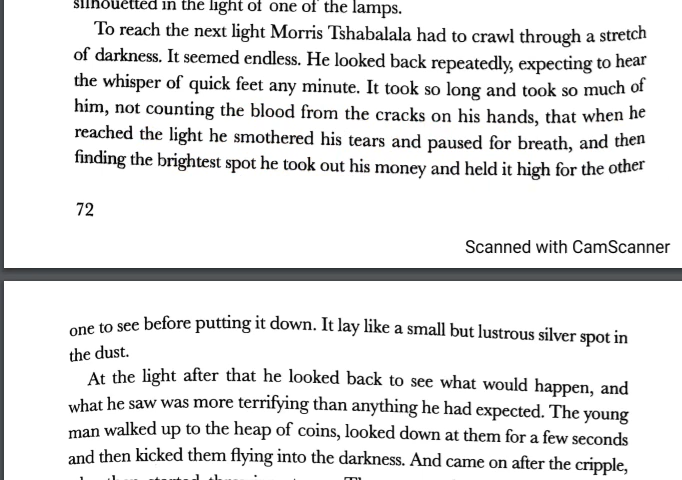 silhouetted in the light of one of the lamps.
To reach the next light Morris Tshabalala had to crawl through a stretch
of darkness. It seemed endless. He looked back repeatedly, expecting to hear
the whisper of quick feet any minute. It took so long and took so much of
him, not counting the blood from the cracks on his hands, that when he
reached the light he smothered his tears and paused for breath, and then
finding the brightest spot he took out his money and held it high for the other
72
Scanned with CamScanner
one to see before putting it down. It lay like a small but lustrous silver spot in
the dust.
At the light after that he looked back to see what would happen, and
what he saw was more terrifying than anything he had expected. The young
man walked up to the heap of coins, looked down at them for a few seconds
and then kicked them flying into the darkness. And came on after the cripple,